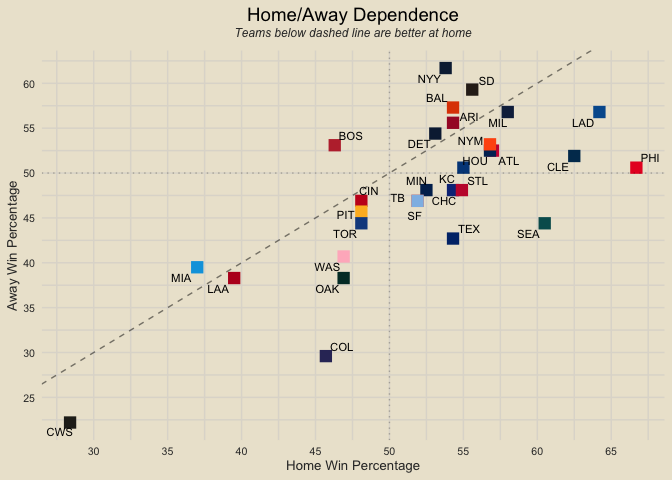 Home/Away Dependence
Teams below dashed line are better at home
Away Win Percentage
60
55
50
45
40
35
30
25
NYY
SD
BAL
ARI
MIL
LAD
DET
NYM
BOS
HOU
ATL
CLE
PHI
CIN
MIN
KC
STL
TB
CHC
PIT
SF
TOR
TEX
SEA
WAS
MIA
LAA
OAK
COL
CWS
30
35
40
45
50
55
60
65
Home Win Percentage